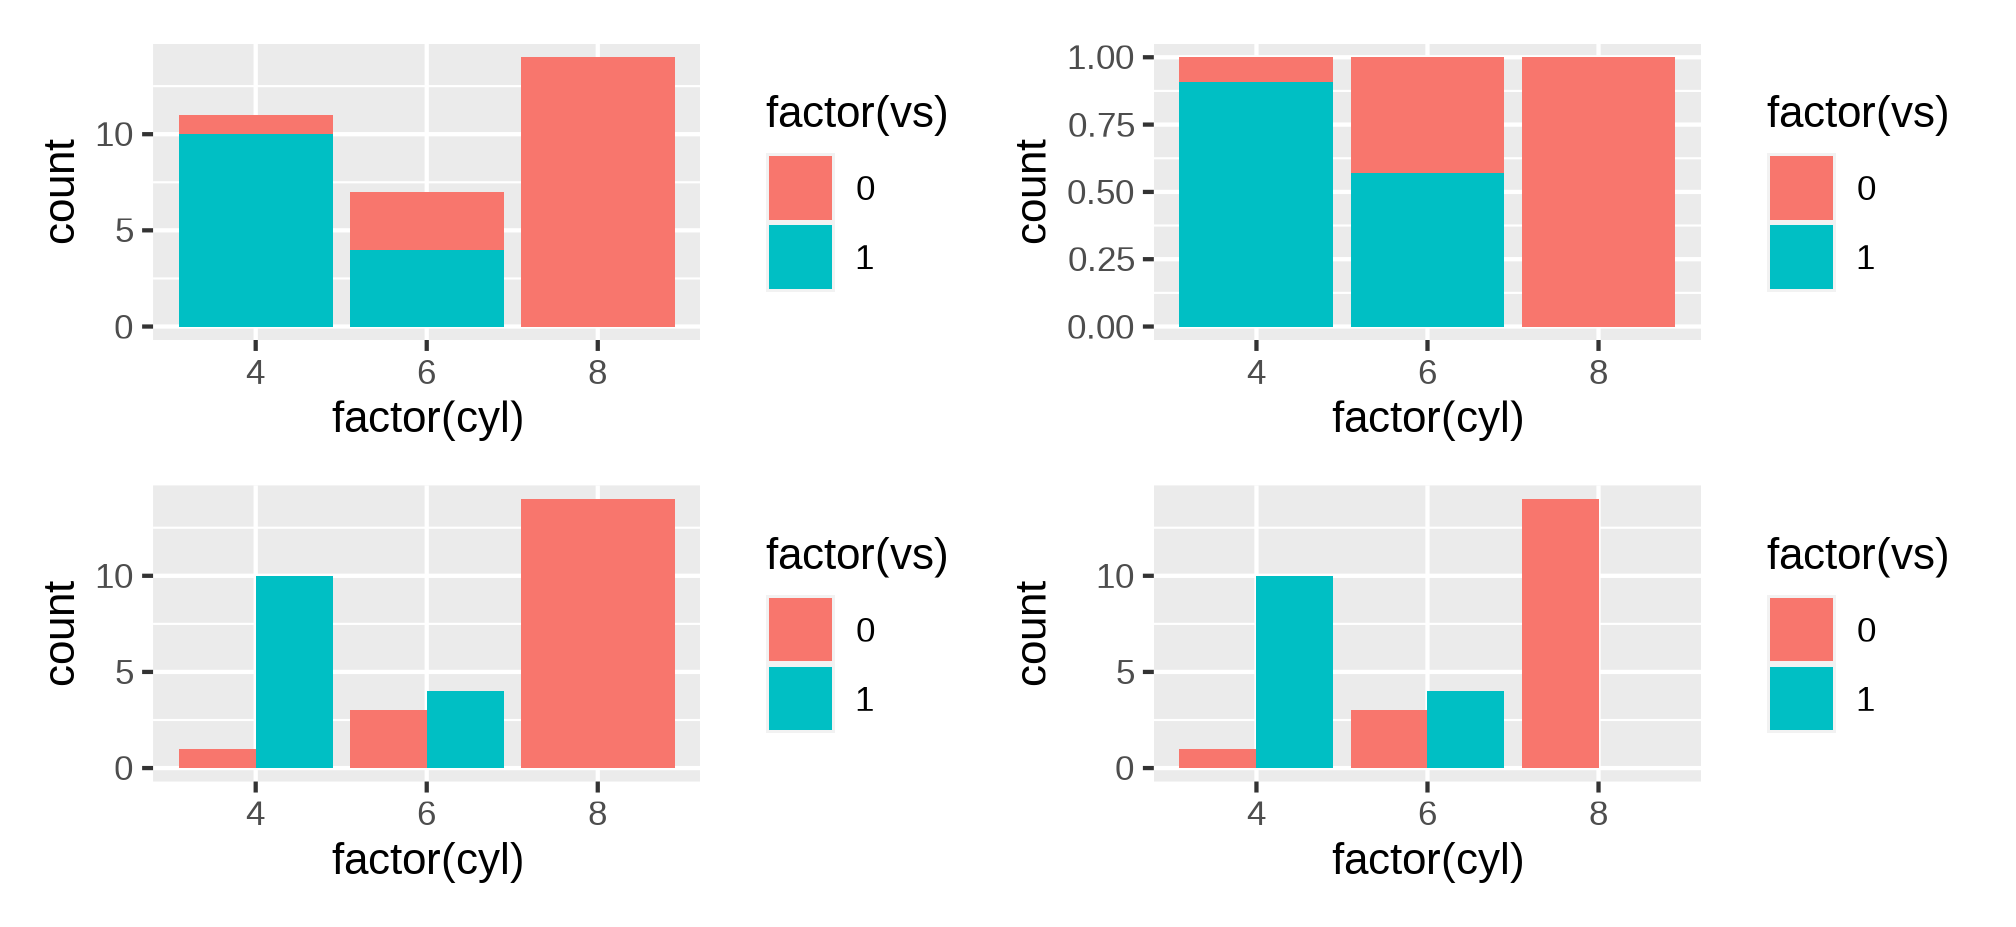 count
10
5
0
4 6 8
factor(cyl)
factor(vs)
0
1
count
1.00
0.75
0.50
0.25
0.00
4 6 8
factor(cyl)
factor(vs)
0
1
count
10
5
0
4 6 8
factor(cyl)
factor(vs)
0
1
count
10
5
0
4 6 8
factor(cyl)
factor(vs)
0
1